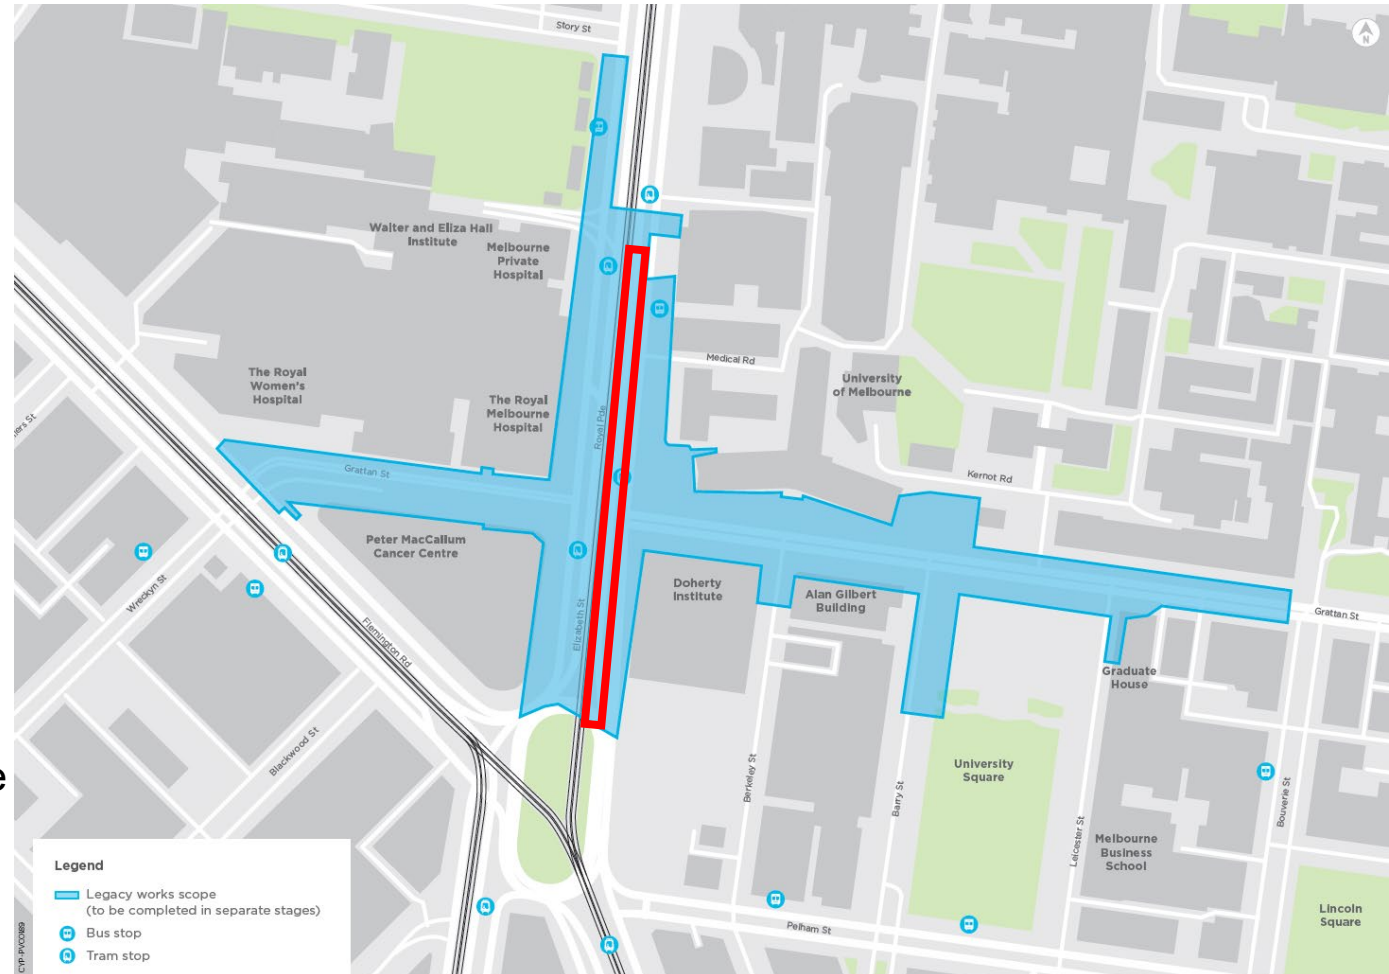 Story St
N
Walter and Eliza Hall
Institute
Melbourne
Private
Hospital
Medical Rd
The Royal
Women's
Hospital
The Royal
Melbourne
Hospital
Royal Pde
University
of Melbourne
ers St
Grattan St
Kernot Rd
Peter MacCallum
Cancer Centre
Doherty
Institute
Alan Gilbert
Building
Wreckyn St
Flemington Rd
Elizabeth St
Grattan St
Graduate
House
Blackwood St
Berkeley St
Barry St
University
Square
Leicester St
Bouverie St
Melbourne
Business
School
Pelham St
Lincoln
Square
e
Legend
Legacy works scope
(to be completed in separate stages)
Bus stop
Tram stop
CYP-PVC0189